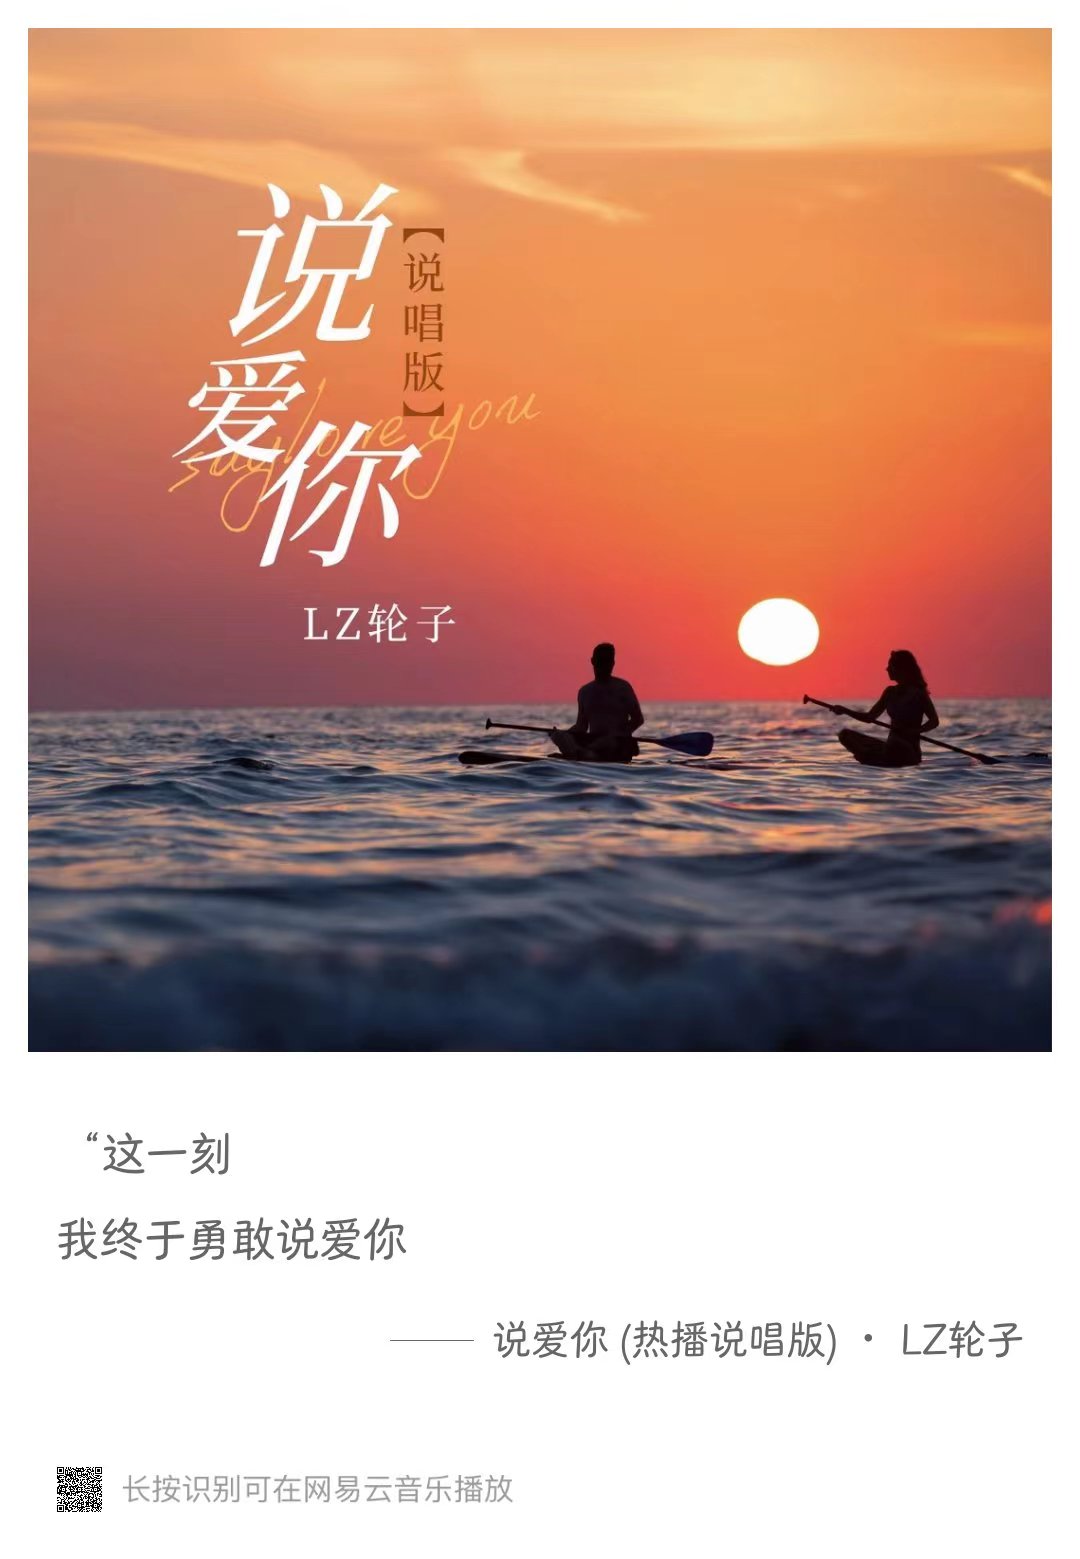 说爱你
【说唱版】
say love you
LZ轮子
“这一刻
我终于勇敢说爱你
—— 说爱你 (热播说唱版) · LZ轮子
长按识别可在网易云音乐播放